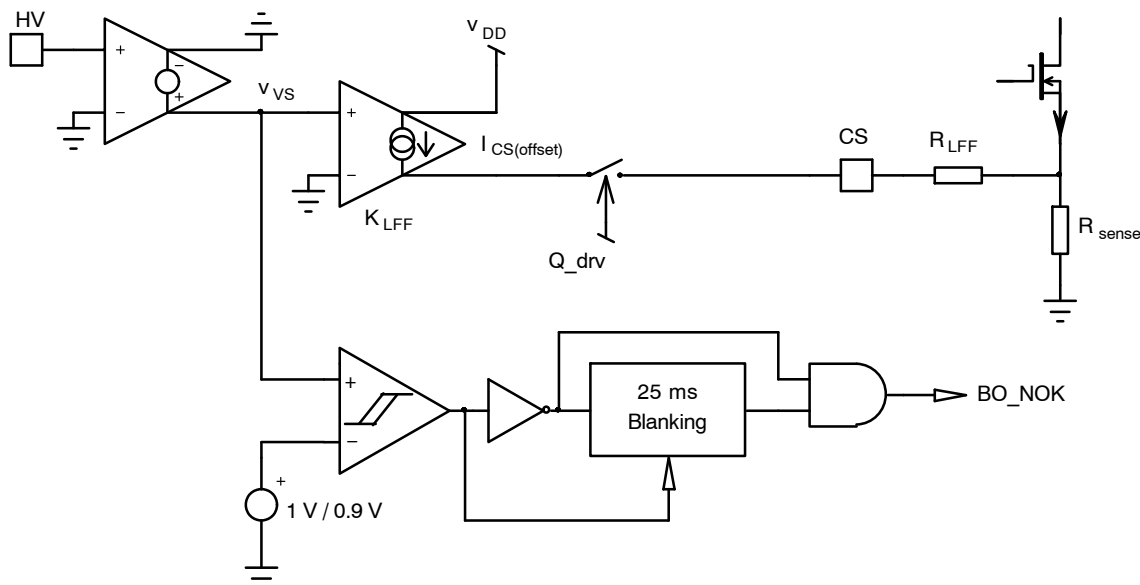 HV
+
−
−
+
v VS
v DD
+
−
I CS(offset)
K LFF
Q_drv
CS
R LFF
R sense
+
−
+
1 V / 0.9 V
25 ms
Blanking
BO_NOK